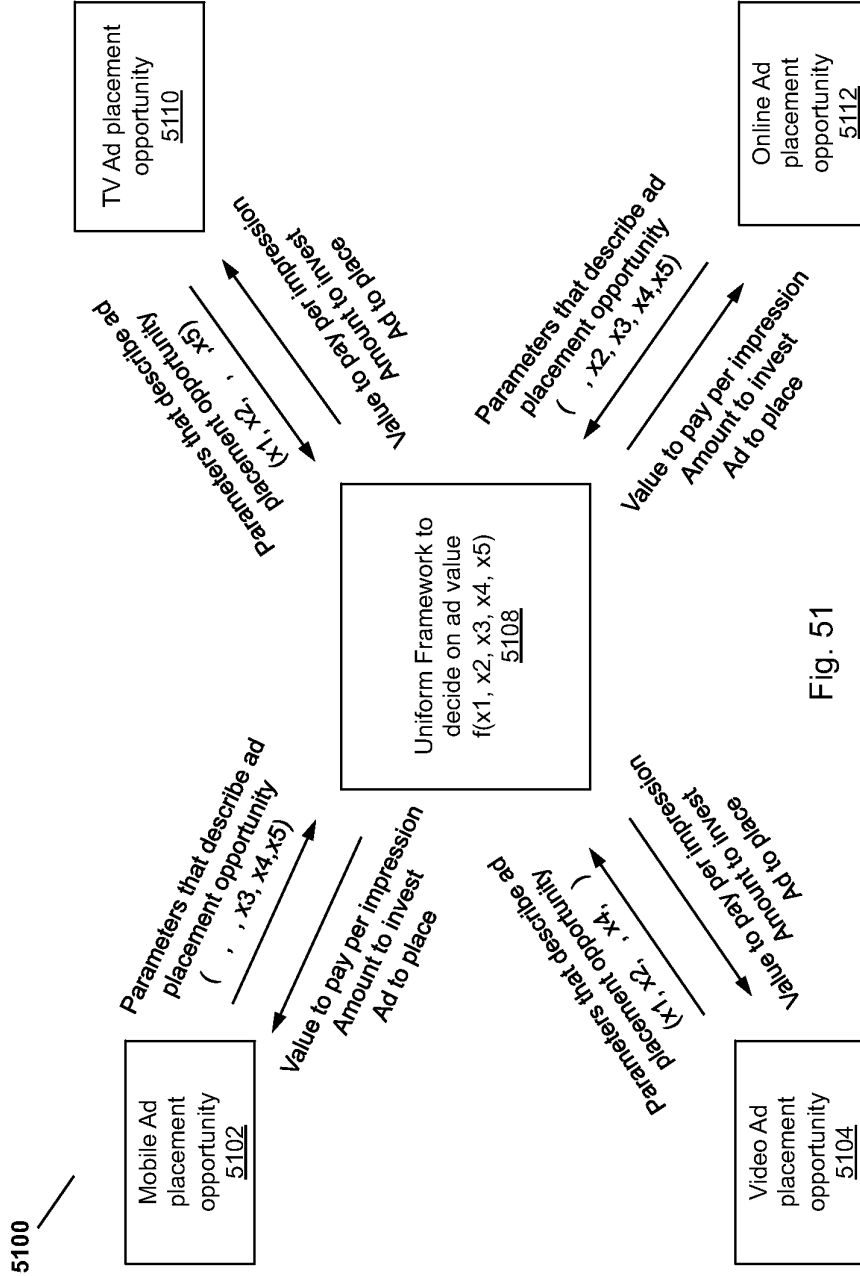 5100
Mobile Ad
placement
opportunity
5102
Parameters that describe ad
placement opportunity
( , , x3, x4,x5)
Value to pay per impression
Amount to invest
Ad to place
TV Ad placement
opportunity
5110
Parameters that describe ad
placement opportunity
(x1, x2, , ,x5)
Value to pay per impression
Amount to invest
Ad to place
Uniform Framework to
decide on ad value
f(x1, x2, x3, x4, x5)
5108
Video Ad
placement
opportunity
5104
Parameters that describe ad
placement opportunity
(x1, x2, , x4, )
Value to pay per impression
Amount to invest
Ad to place
Online Ad
placement
opportunity
5112
Parameters that describe ad
placement opportunity
( , x2, x3, x4,x5)
Value to pay per impression
Amount to invest
Ad to place
Fig. 51